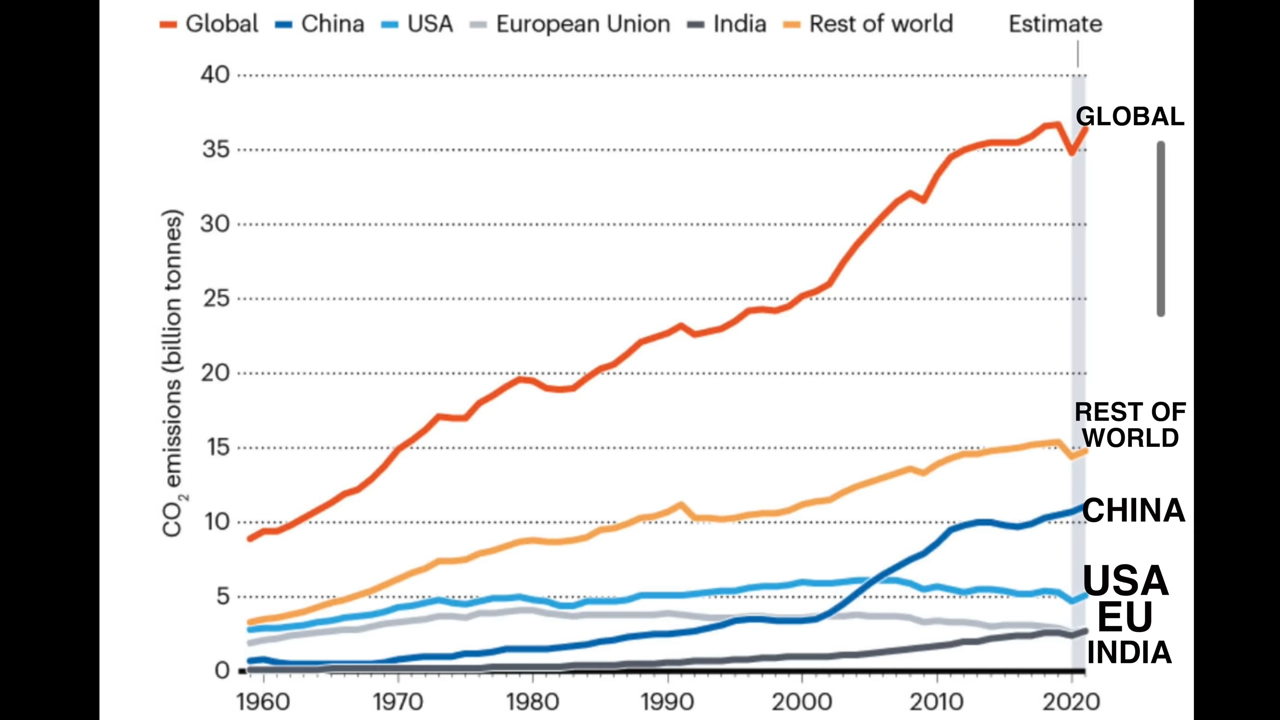 Global China USA European Union India Rest of world Estimate
40
GLOBAL
35
30
25
20
REST OF
WORLD
15
10
CHINA
5
USA
EU
INDIA
0
CO2 emissions (billion tonnes)
1960 1970 1980 1990 2000 2010 2020